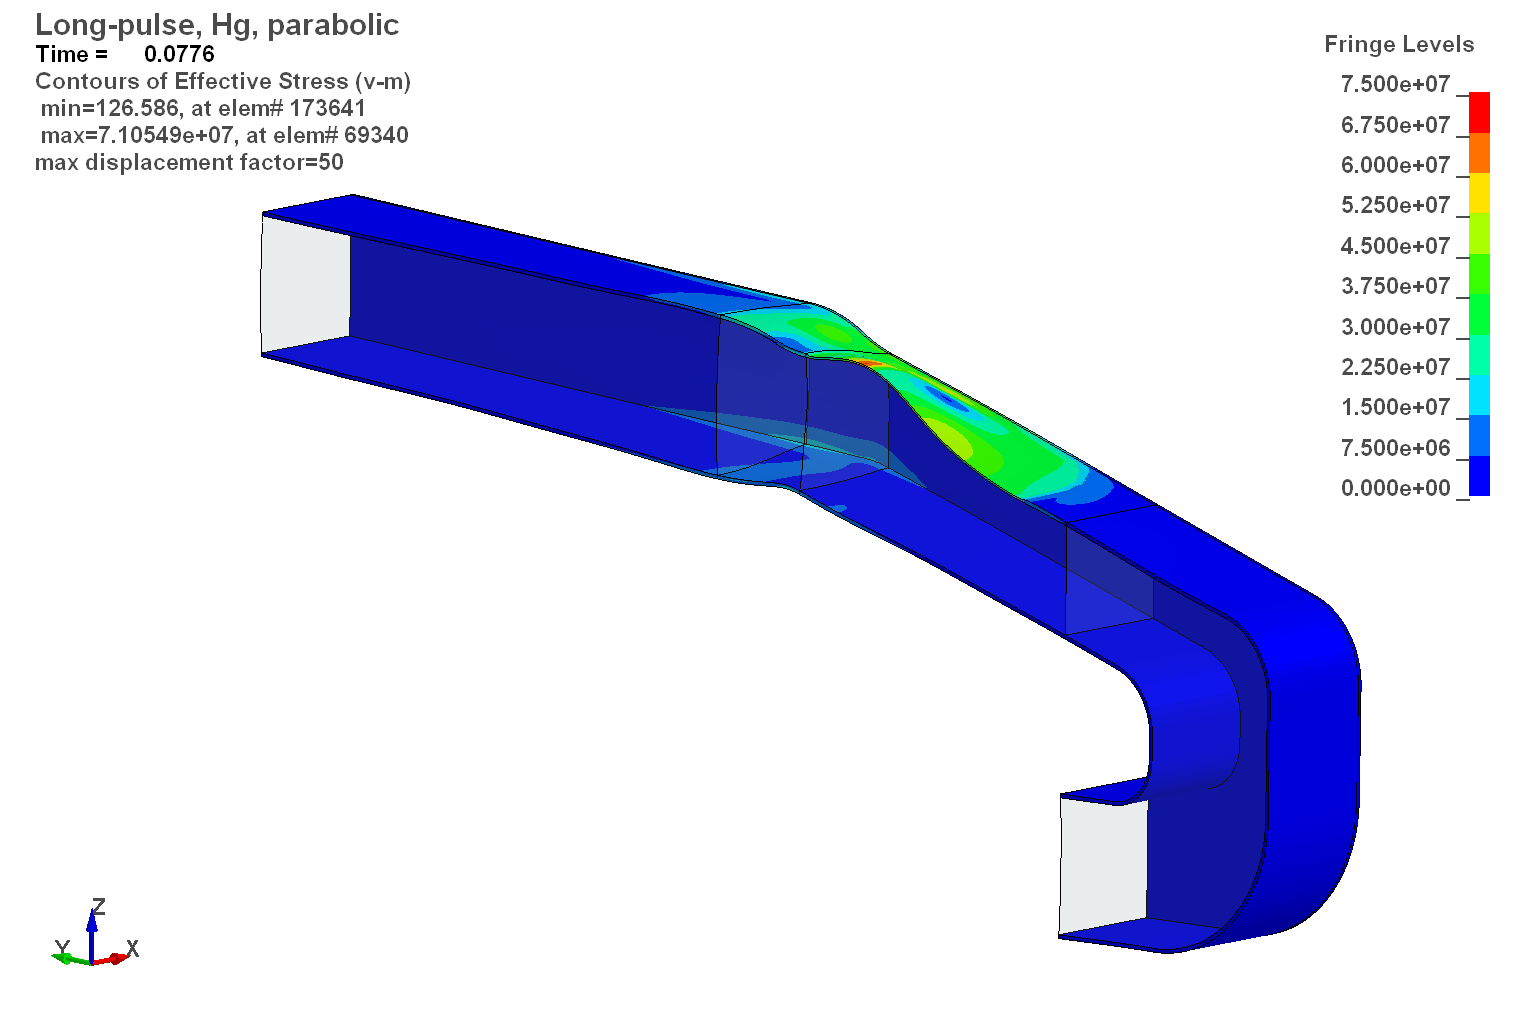 Long-pulse, Hg, parabolic
Time = 0.0776
Contours of Effective Stress (v-m)
min=126.586, at elem# 173641
max=7.10549e+07, at elem# 69340
max displacement factor=50
Fringe Levels
7.500e+07
6.750e+07
6.000e+07
5.250e+07
4.500e+07
3.750e+07
3.000e+07
2.250e+07
1.500e+07
7.500e+06
0.000e+00
Z
Y X